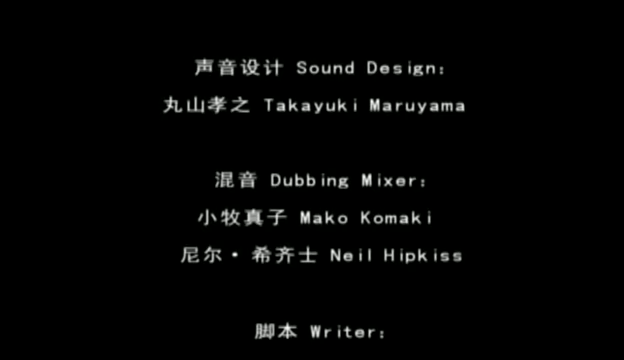 声音设计 Sound Design:
丸山孝之 Takayuki Maruyama
混音 Dubbing Mixer:
小牧真子 Mako Komaki
尼尔·希齐士 Neil Hipkiss
脚本 Writer: